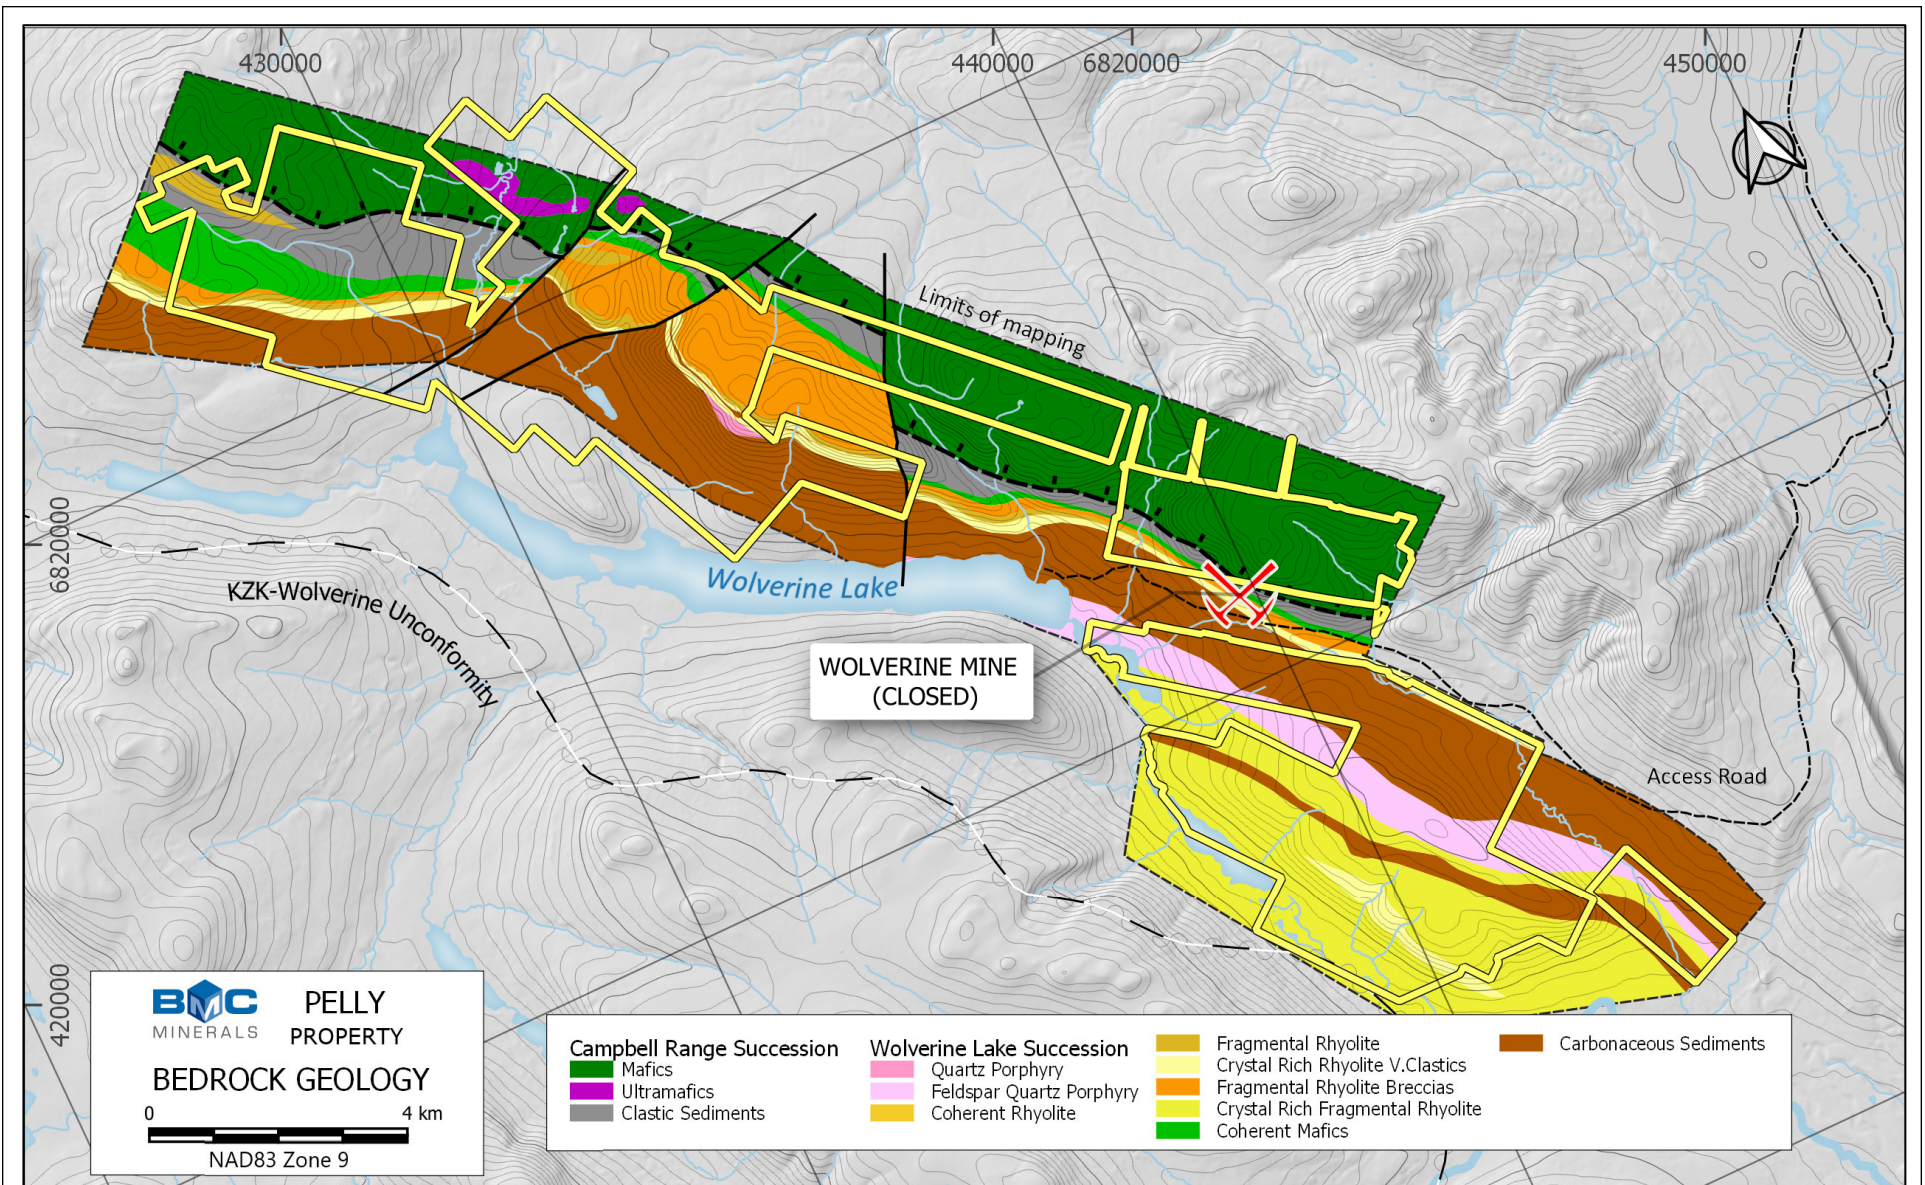 430000
440000
6820000
450000
Limits of mapping
6820000
Wolverine Lake
KZK-Wolverine Unconformity
WOLVERINE MINE
(CLOSED)
Access Road
420000
BMC
MINERALS
PELLY
PROPERTY
BEDROCK GEOLOGY
0 4 km
NAD83 Zone 9
Campbell Range Succession
Mafics
Ultramafics
Clastic Sediments
Wolverine Lake Succession
Quartz Porphyry
Feldspar Quartz Porphyry
Coherent Rhyolite
Fragmental Rhyolite
Crystal Rich Rhyolite V.Clastics
Fragmental Rhyolite Breccias
Crystal Rich Fragmental Rhyolite
Coherent Mafics
Carbonaceous Sediments